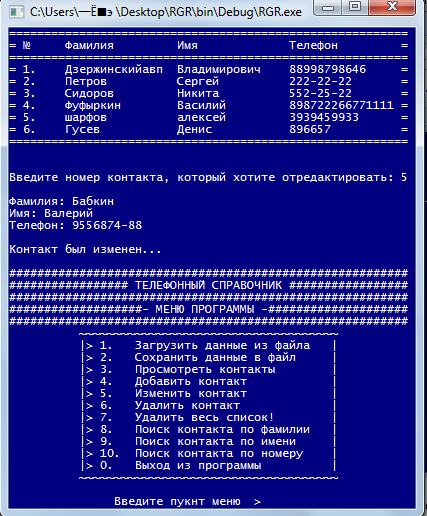 C:\Users\—Ё■э \Desktop\RGR\bin\Debug\RGR.exe
=========================================================
= № Фамилия Имя Телефон =
=========================================================
= 1. Дзержинскийавп Владимирович 88998798646 =
= 2. Петров Сергей 222-22-22 =
= 3. Сидоров Никита 552-25-22 =
= 4. Фуфыркин Василий 898722266771111 =
= 5. шарфов алексей 3939459933 =
= 6. Гусев Денис 896657 =
=========================================================
Введите номер контакта, который хотите отредактировать: 5
Фамилия: Бабкин
Имя: Валерий
Телефон: 9556874-88
Контакт был изменен...
#########################################################
################# ТЕЛЕФОННЫЙ СПРАВОЧНИК #################
#########################################################
###################- МЕНЮ ПРОГРАММЫ -####################
#########################################################
~~~~~~~~~~~~~~~~~~~~~~~~~~~~~~~~~~~~~
|> 1. Загрузить данные из файла |
|> 2. Сохранить данные в файл |
|> 3. Просмотреть контакты |
|> 4. Добавить контакт |
|> 5. Изменить контакт |
|> 6. Удалить контакт |
|> 7. Удалить весь список! |
|> 8. Поиск контакта по фамилии |
|> 9. Поиск контакта по имени |
|> 10. Поиск контакта по номеру |
|> 0. Выход из программы |
~~~~~~~~~~~~~~~~~~~~~~~~~~~~~~~~~~~~~
Введите пукнт меню >